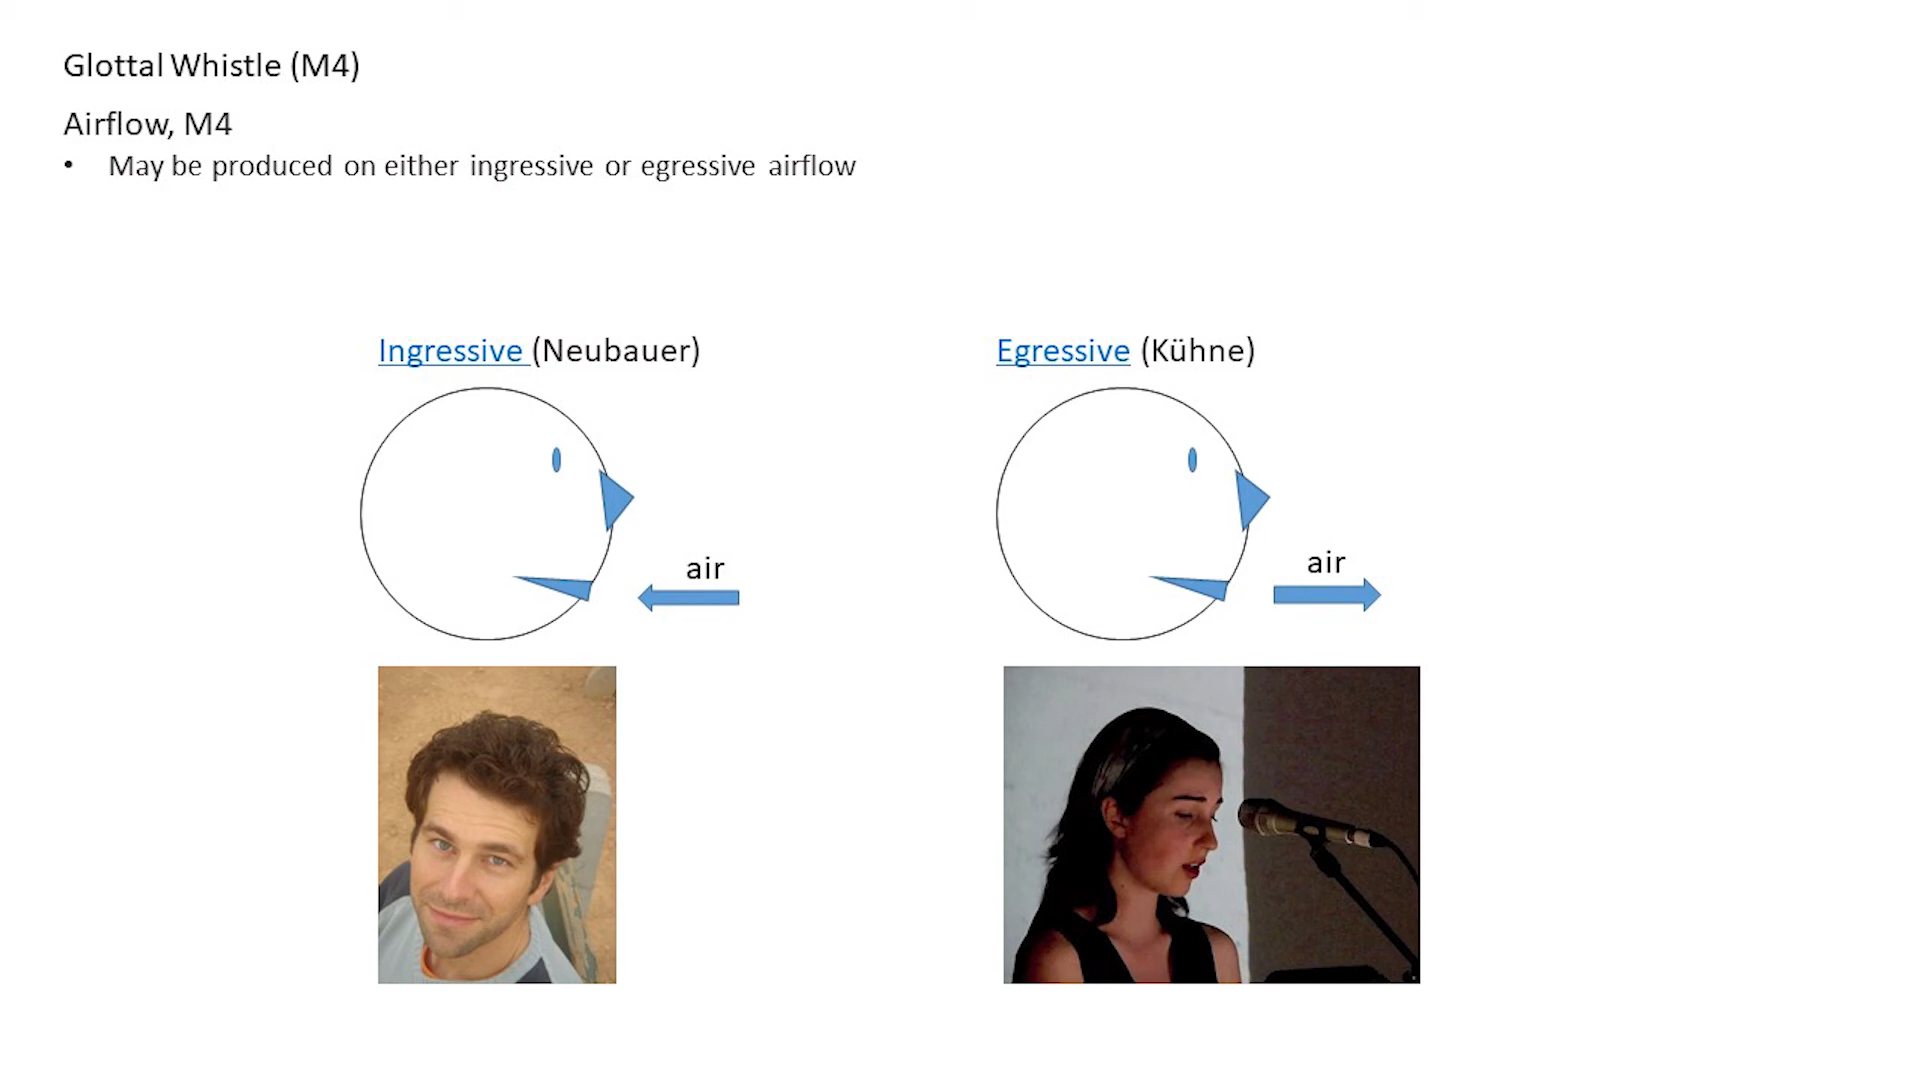 Glottal Whistle (M4)
Airflow, M4
• May be produced on either ingressive or egressive airflow
Ingressive (Neubauer)
Egressive (Kühne)
air
air